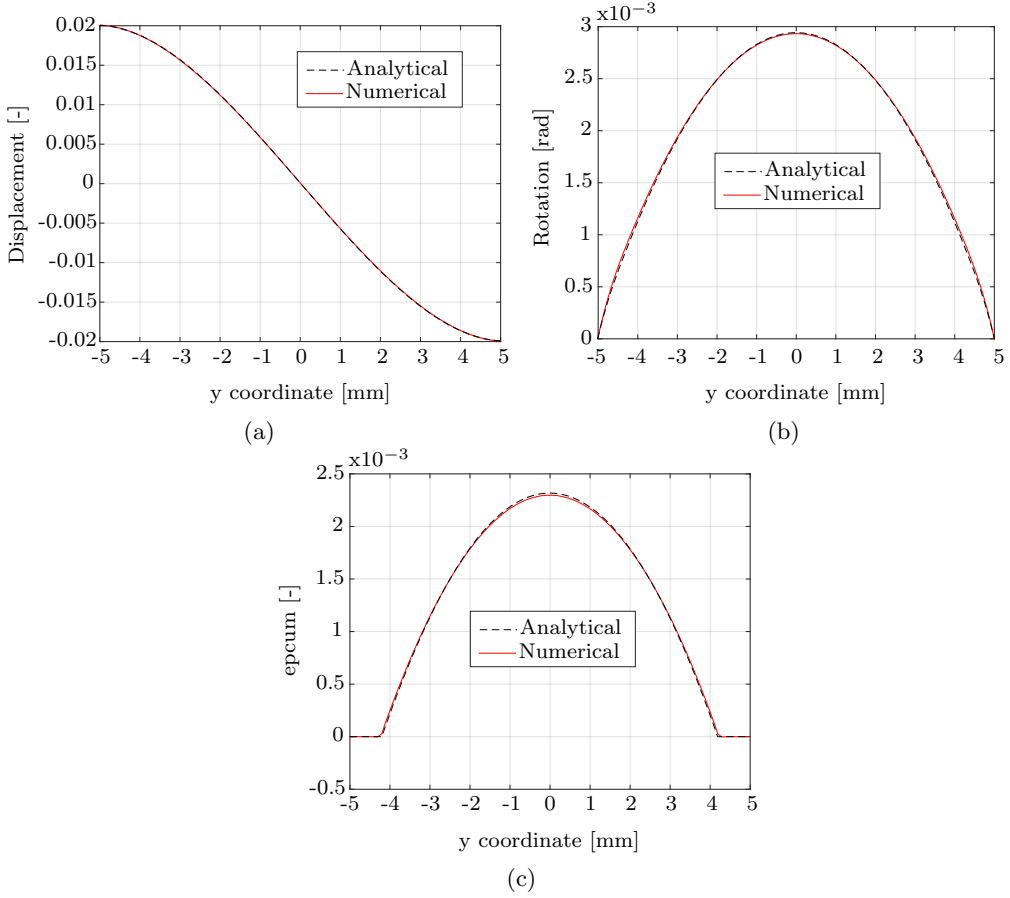 0.020
0.015
0.01
0.005
0
-0.005
-0.01
-0.015
-0.02
-5 -4 -3 -2 -1 0 1 2 3 4 5
Displacement [-]
y coordinate [mm]
Analytical
Numerical
(a)
x10−3
3
2.5
2
1.5
1
0.5
0
-5 -4 -3 -2 -1 0 1 2 3 4 5
Rotation [rad]
y coordinate [mm]
Analytical
Numerical
(b)
x10−3
2.5
2
1.5
1
0.5
0
-0.5
-5 -4 -3 -2 -1 0 1 2 3 4 5
epcum [-]
y coordinate [mm]
Analytical
Numerical
(c)